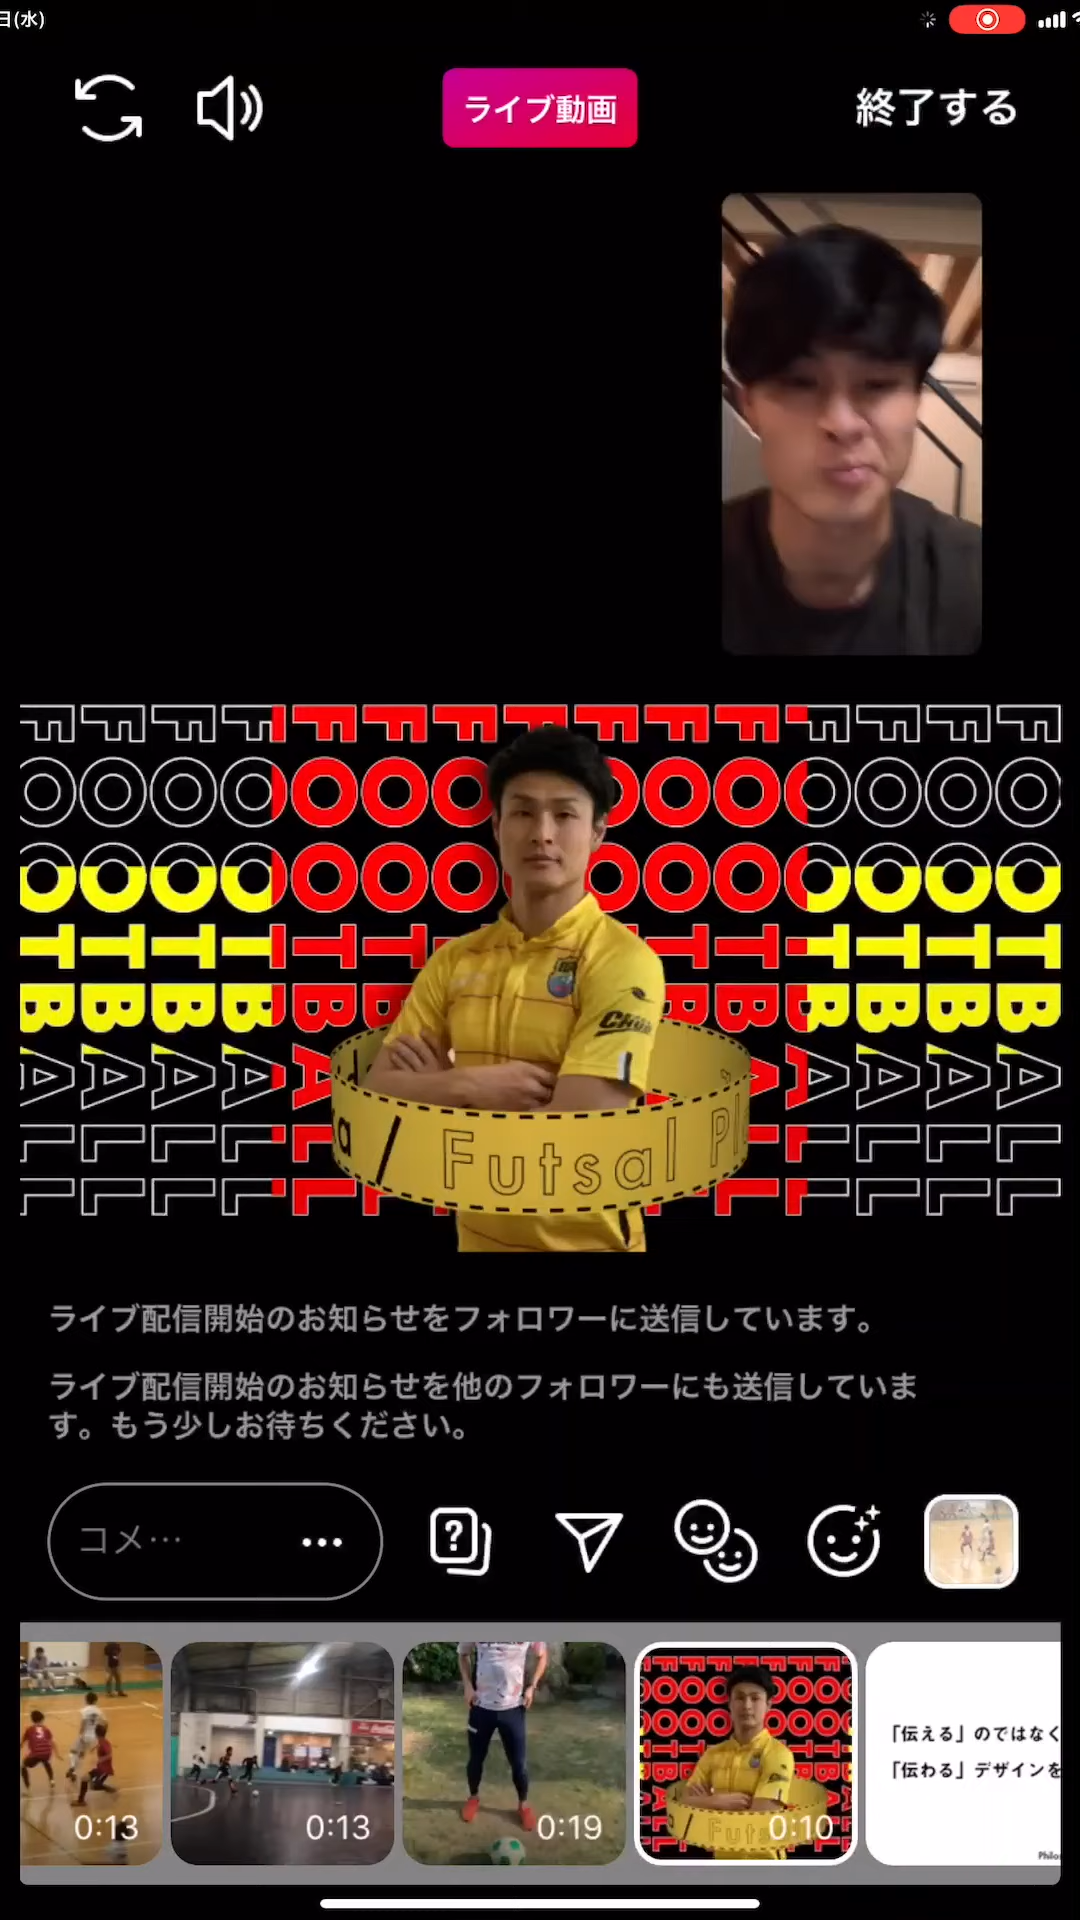 日(水)
ライブ動画
終了する
FOOTBALL
a / Futsal Pl
ライブ配信開始のお知らせをフォロワーに送信しています。
ライブ配信開始のお知らせを他のフォロワーにも送信していま
す。もう少しお待ちください。
コメ…
0:13
0:13
0:19
0:10
「伝える」のではなく
「伝わる」デザインを
Philo